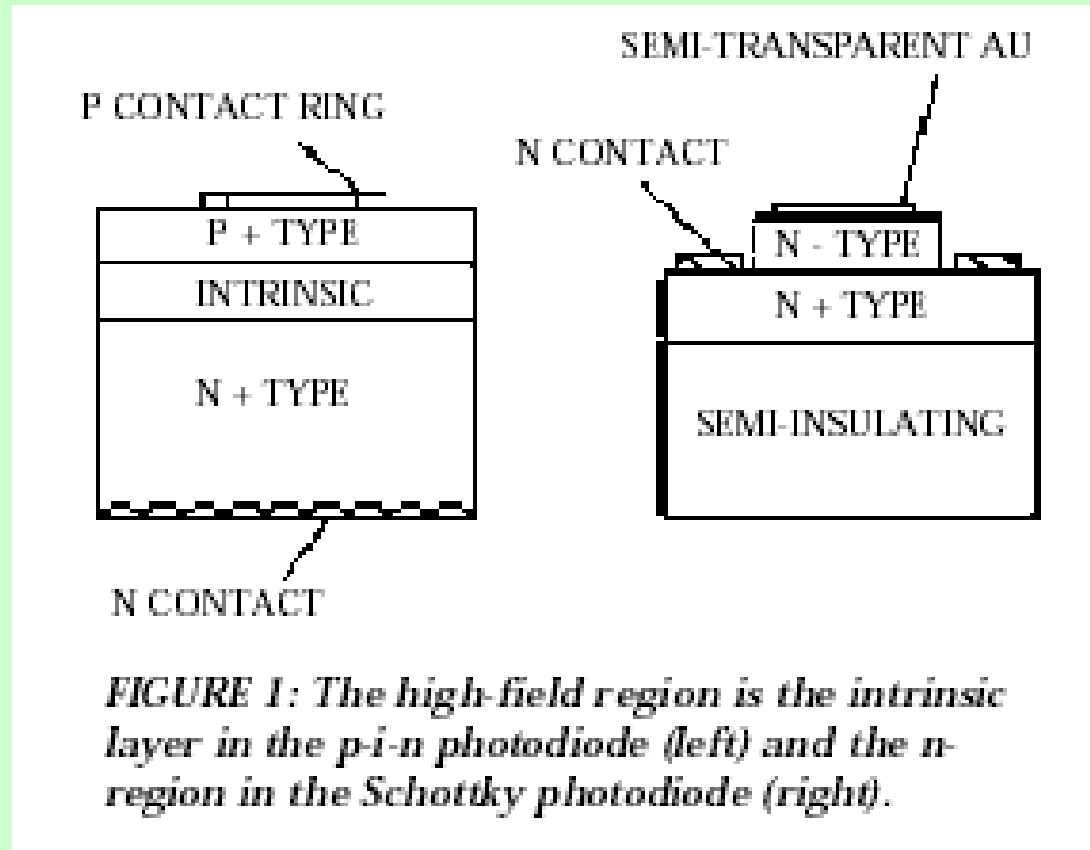 SEMI-TRANSPARENT AU
P CONTACT RING
N CONTACT
P + TYPE
INTRINSIC
N + TYPE
N CONTACT
N - TYPE
N + TYPE
SEMI-INSULATING
FIGURE 1: The high-field region is the intrinsic
layer in the p-i-n photodiode (left) and the n-
region in the Schottky photodiode (right).